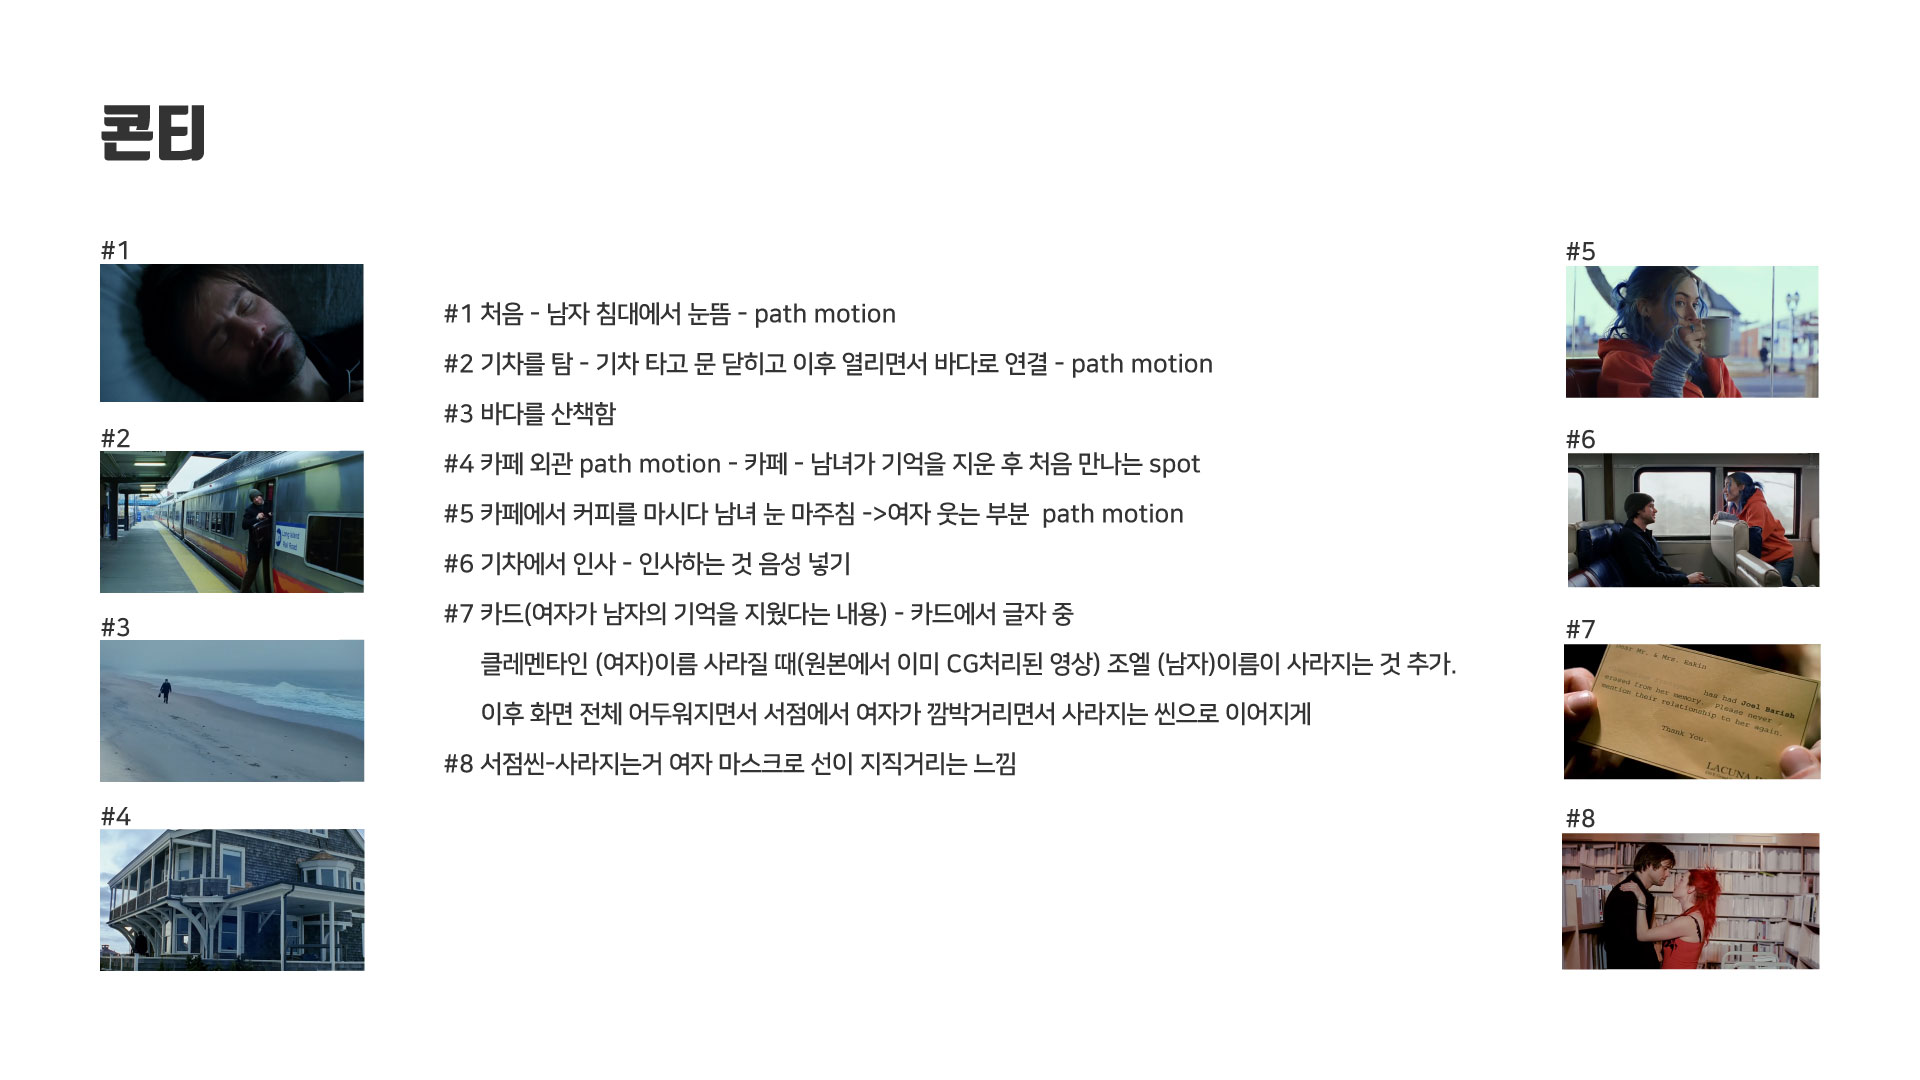 콘티
#1
#2
#3
#4
#1 처음 - 남자 침대에서 눈뜸 - path motion
#2 기차를 탐 - 기차 타고 문 닫히고 이후 열리면서 바다로 연결 - path motion
#3 바다를 산책함
#4 카페 외관 path motion - 카페 - 남녀가 기억을 지운 후 처음 만나는 spot
#5 카페에서 커피를 마시다 남녀 눈 마주침 ->여자 웃는 부분  path motion
#6 기차에서 인사 - 인사하는 것 음성 넣기
#7 카드(여자가 남자의 기억을 지웠다는 내용) - 카드에서 글자 중
클레멘타인 (여자)이름 사라질 때(원본에서 이미 CG처리된 영상) 조엘 (남자)이름이 사라지는 것 추가.
이후 화면 전체 어두워지면서 서점에서 여자가 깜박거리면서 사라지는 씬으로 이어지게
#8 서점씬-사라지는거 여자 마스크로 선이 지직거리는 느낌
#5
#6
#7
Mr. & Mrs. Eakin
has had Joel Barish
erased from her memory. Please never
mention their relationship to her again.
Thank You.
LACUNA
#8
Long Island
Rail Road